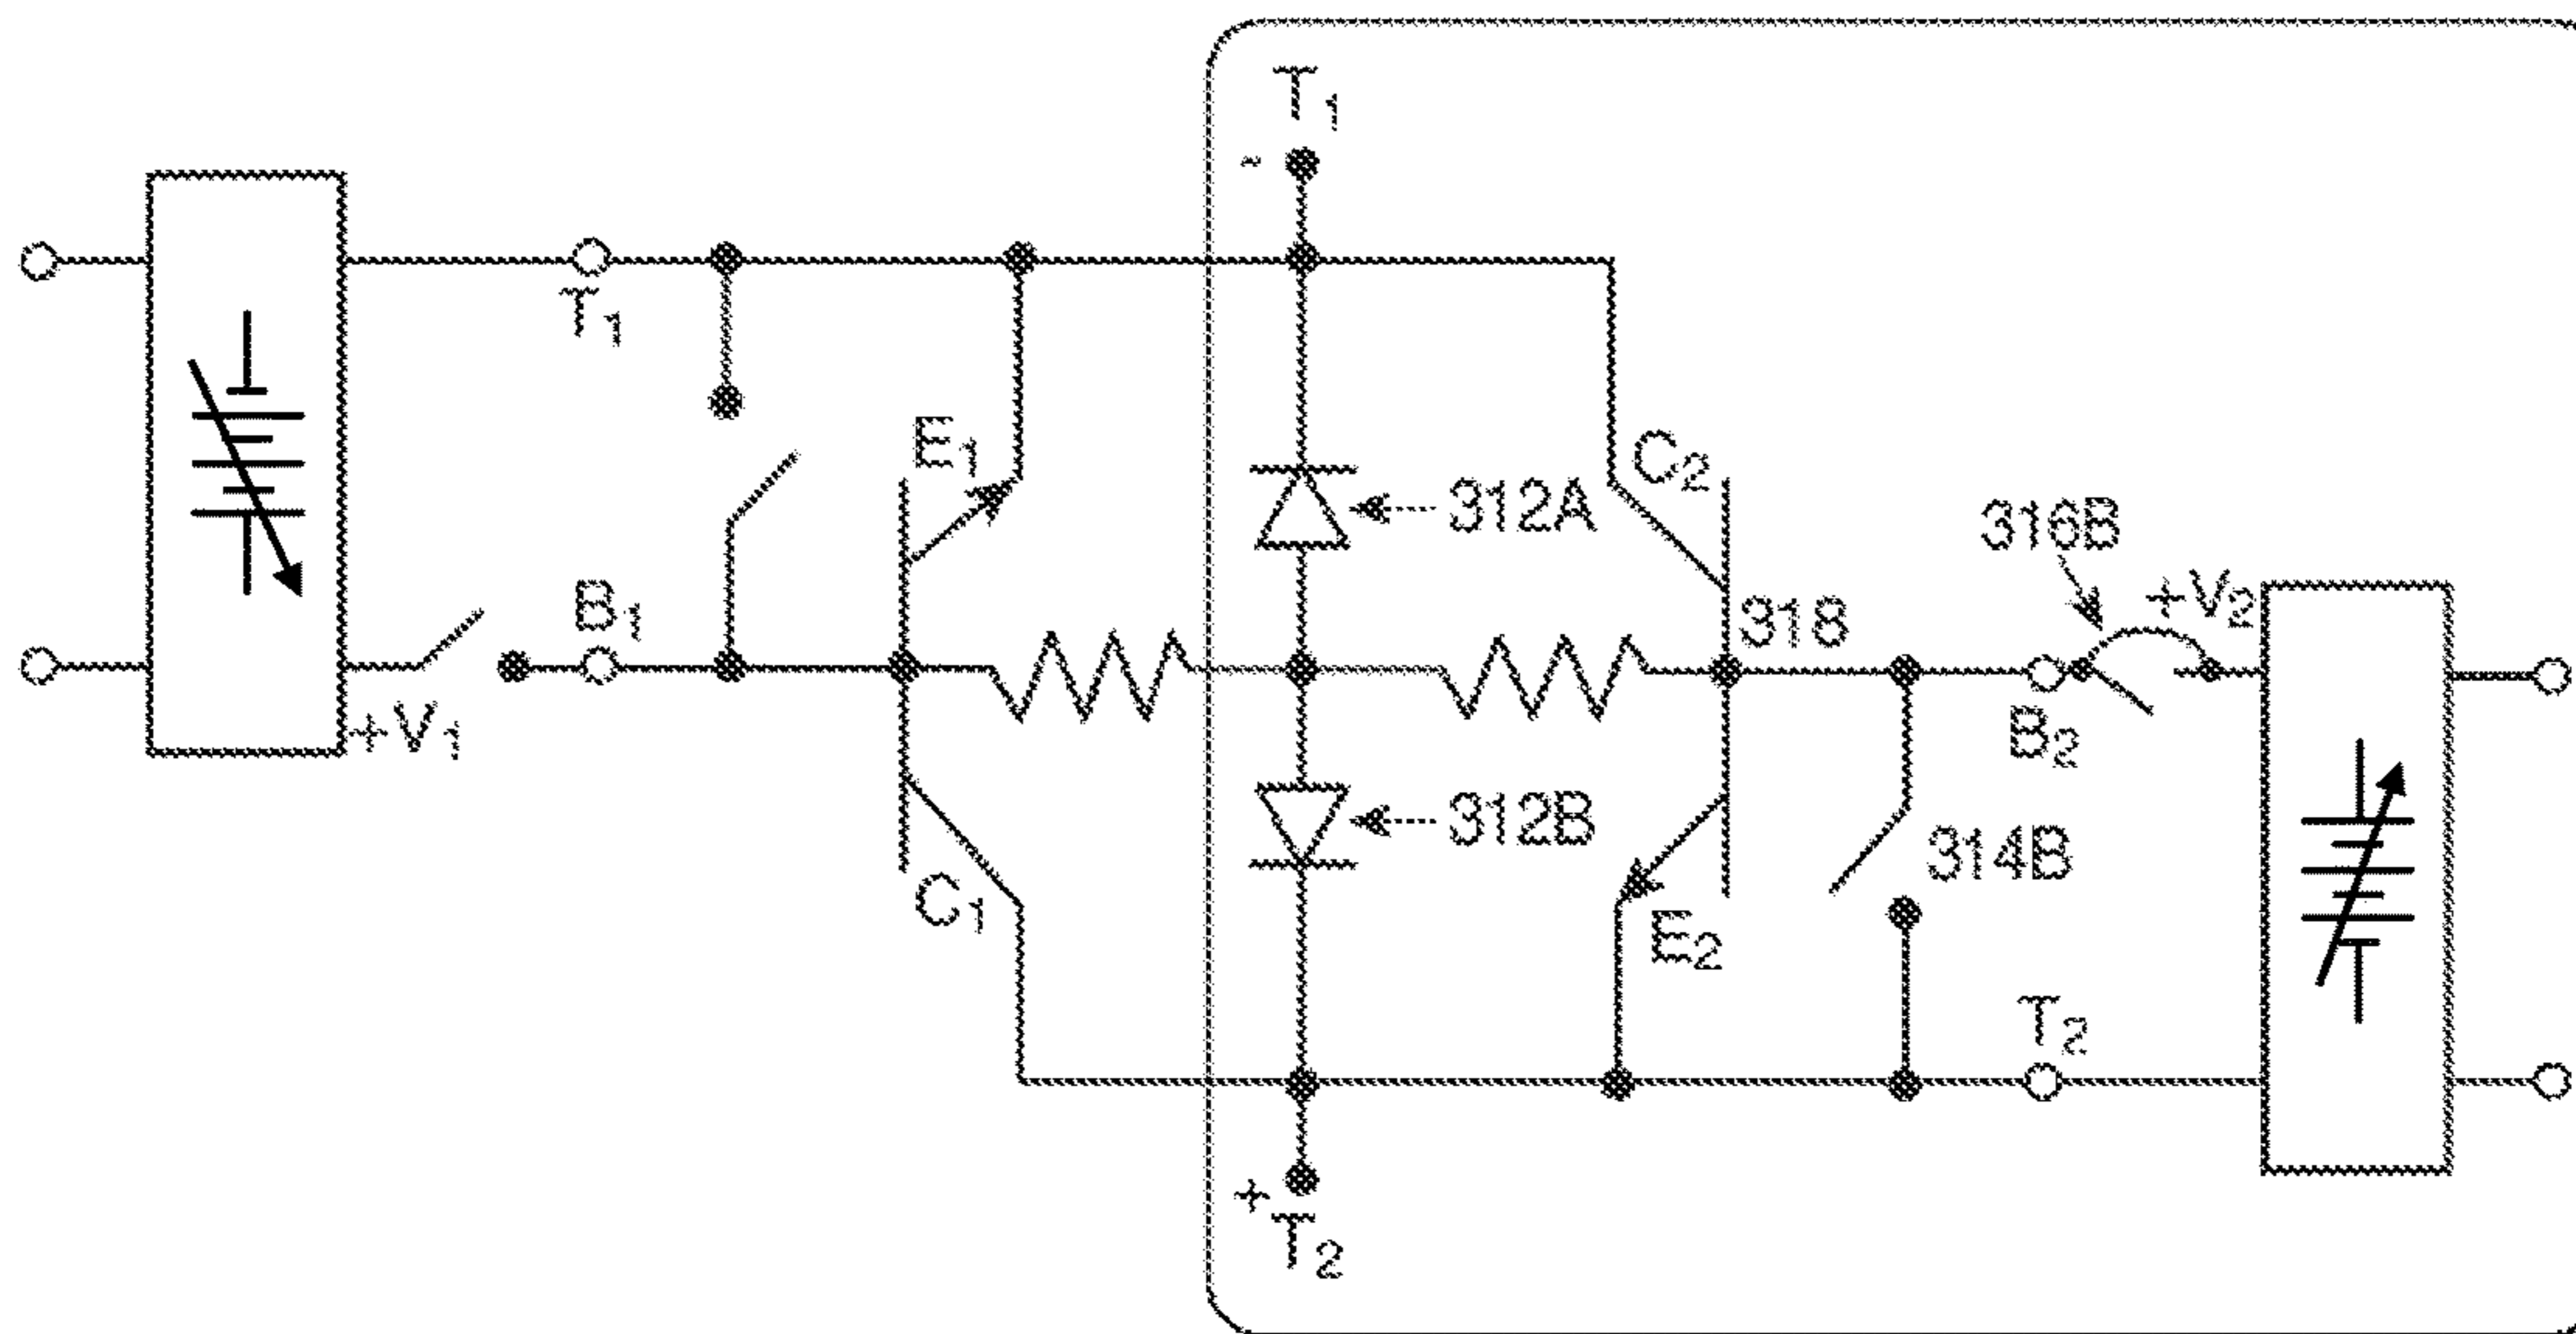 T₁
-
T₁
E₁
C₂
312A
316B
B₁
318
+V₂
+V₁
B₂
312B
314B
C₁
E₂
T₂
+
T₂